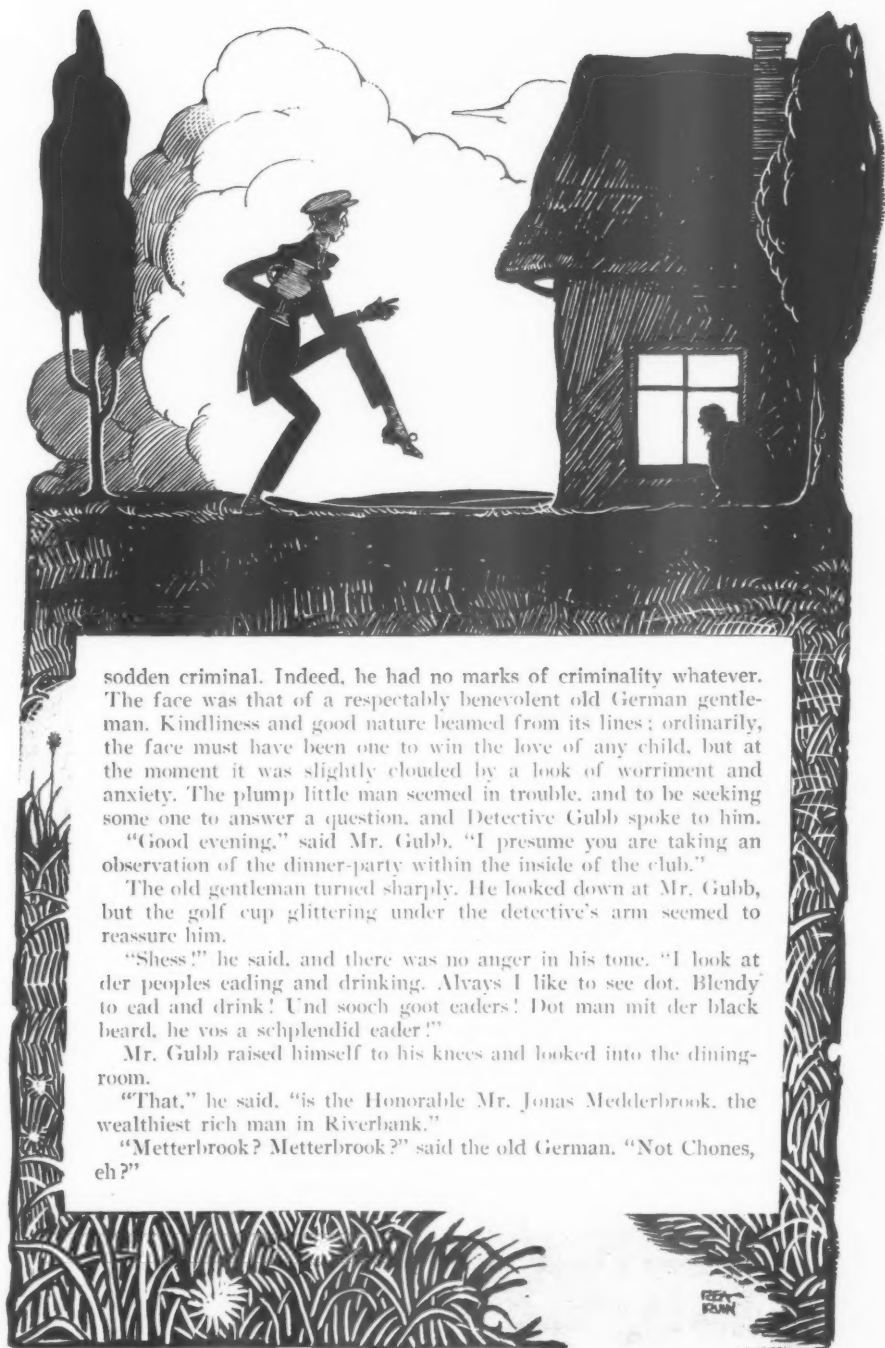 sodden criminal. Indeed, he had no marks of criminality whatever.
The face was that of a respectably benevolent old German gentle-
man. Kindliness and good nature beamed from its lines; ordinarily,
the face must have been one to win the love of any child, but at
the moment it was slightly clouded by a look of worriment and
anxiety. The plump little man seemed in trouble, and to be seeking
some one to answer a question, and Detective Gubb spoke to him.
"Good evening," said Mr. Gubb. "I presume you are taking an
observation of the dinner-party within the inside of the club."
The old gentleman turned sharply. He looked down at Mr. Gubb,
but the golf cup glittering under the detective's arm seemed to
reassure him.
"Shess!" he said, and there was no anger in his tone. "I look at
der peoples eading and drinking. Alvays I like to see dot. Blendy
to ead and drink! Und sooch goot eaders! Dot man mit der black
beard, he vos a schplendid eader!"
Mr. Gubb raised himself to his knees and looked into the dining-
room.
"That," he said, "is the Honorable Mr. Jonas Medderbrook, the
wealthiest rich man in Riverbank."
"Metterbrook? Metterbrook?" said the old German. "Not Chones,
eh?"
REA
IRVIN